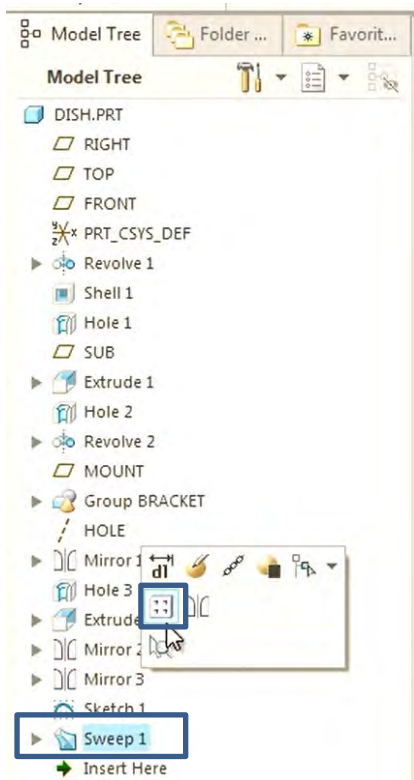 Model Tree Folder ... Favorit...
Model Tree
DISH.PRT
RIGHT
TOP
FRONT
PRT_CSYS_DEF
Revolve 1
Shell 1
Hole 1
SUB
Extrude 1
Hole 2
Revolve 2
MOUNT
Group BRACKET
HOLE
Mirror 1
Hole 3
Mirror 2
Mirror 3
Sketch 1
Sweep 1
Insert Here